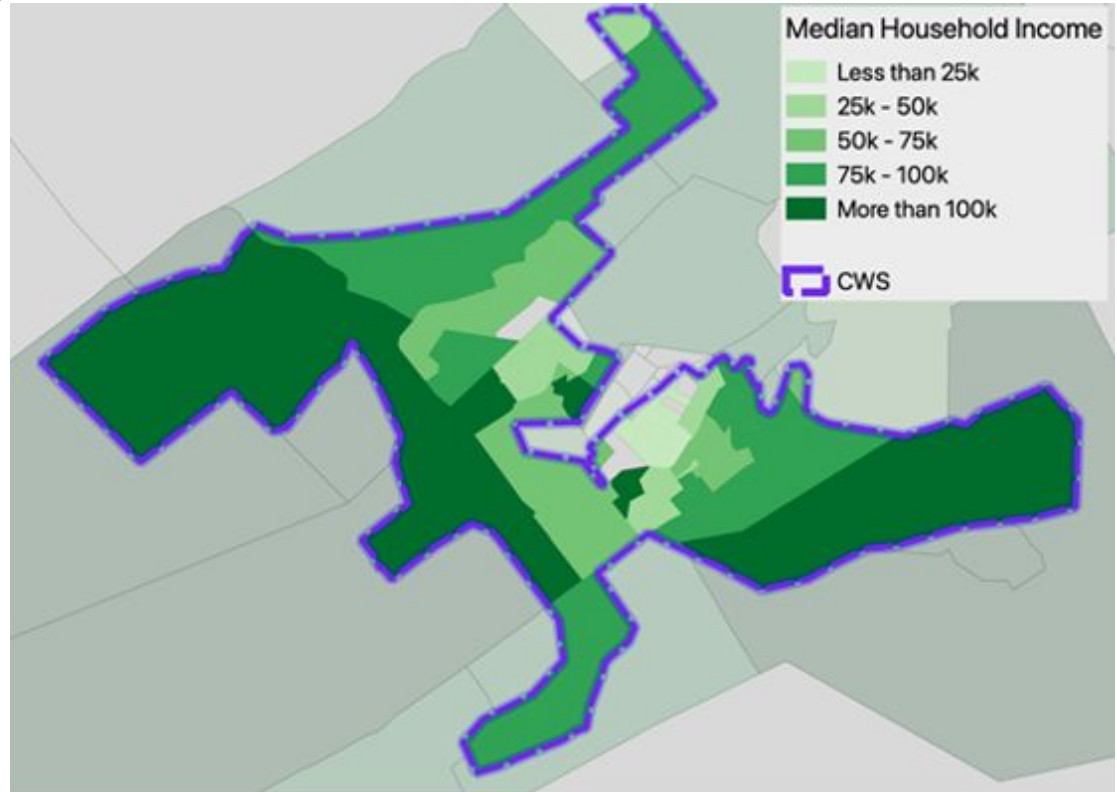 Median Household Income
Less than 25k
25k - 50k
50k - 75k
75k - 100k
More than 100k
CWS